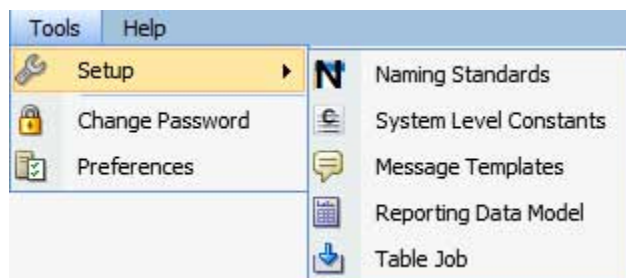 Tools Help
Setup
Change Password
Preferences
Naming Standards
System Level Constants
Message Templates
Reporting Data Model
Table Job